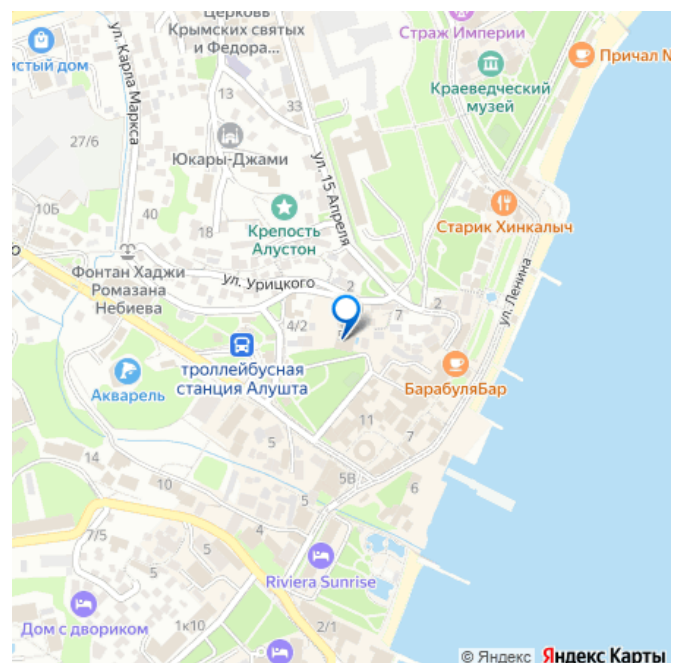 Церковь
Крымских святых
и Федора...
Страж Империи
Причал N
истый дом
ул. Карла Маркса
Краеведческий
музей
13
33
27/6
Юкары-Джами
ул. 15 Апреля
10Б
40
18
Крепость
Алустон
Старик Хинкалыч
о
Фонтан Хаджи
Ромазана
Небиева
ул. Урицкого
2
2
ул. Ленина
4/2
7
троллейбусная
станция Алушта
Акварель
БарабуляБар
11
5
7
14
10
5В
6
5
4
7/5
5
Riviera Sunrise
Дом с двориком
1к10
2/1
© Яндекс Яндекс Карты